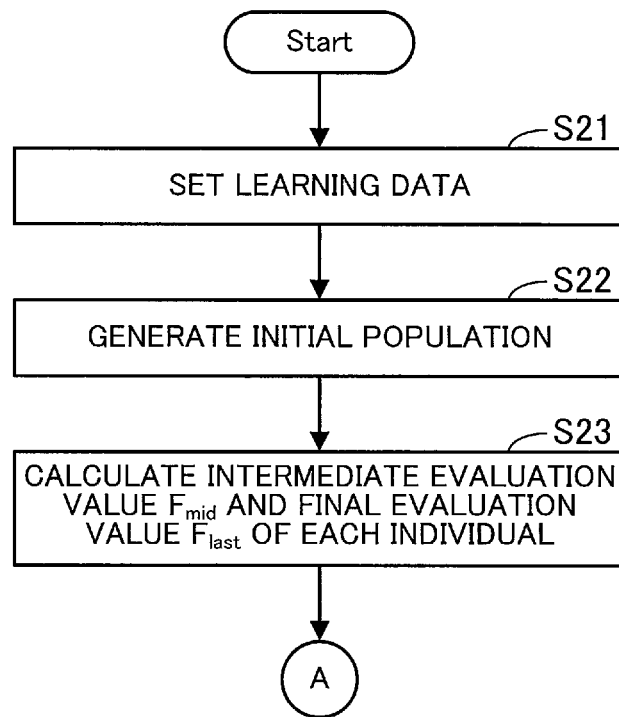 Start
S21
SET LEARNING DATA
S22
GENERATE INITIAL POPULATION
S23
CALCULATE INTERMEDIATE EVALUATION
VALUE Fmid AND FINAL EVALUATION
VALUE Flast OF EACH INDIVIDUAL
A